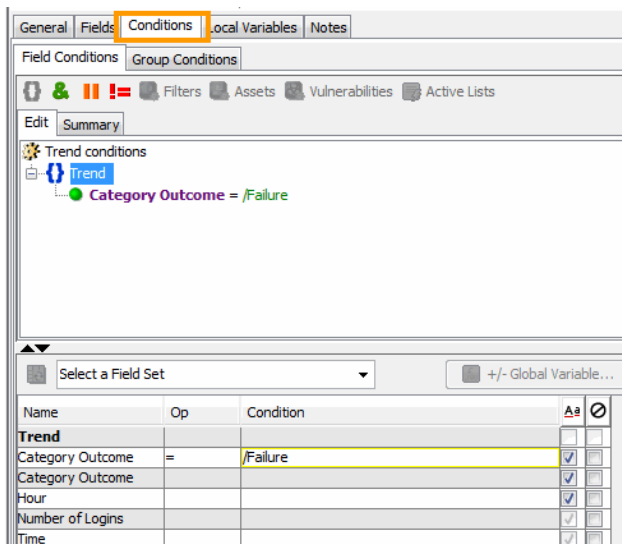 General Fields Conditions Local Variables Notes
Field Conditions Group Conditions
{} & || != Filters Assets Vulnerabilities Active Lists
Edit Summary
Trend conditions
{} Trend
Category Outcome = /Failure
Select a Field Set +/- Global Variable...
Name Op Condition Aa
Trend
Category Outcome = /Failure
Category Outcome
Hour
Number of Logins
Time